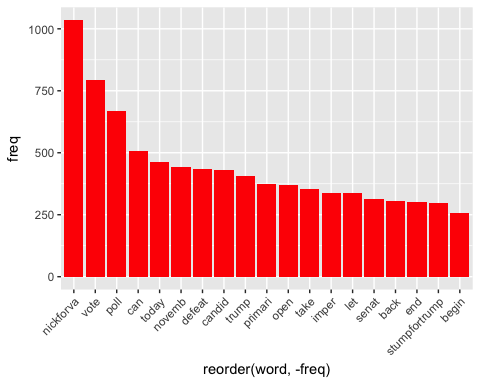 1000
750
500
250
0
freq
nickforva
vote
poll
can
today
novemb
defeat
candid
trump
primari
open
take
imper
let
senat
back
end
stumpfortrump
begin
reorder(word, -freq)